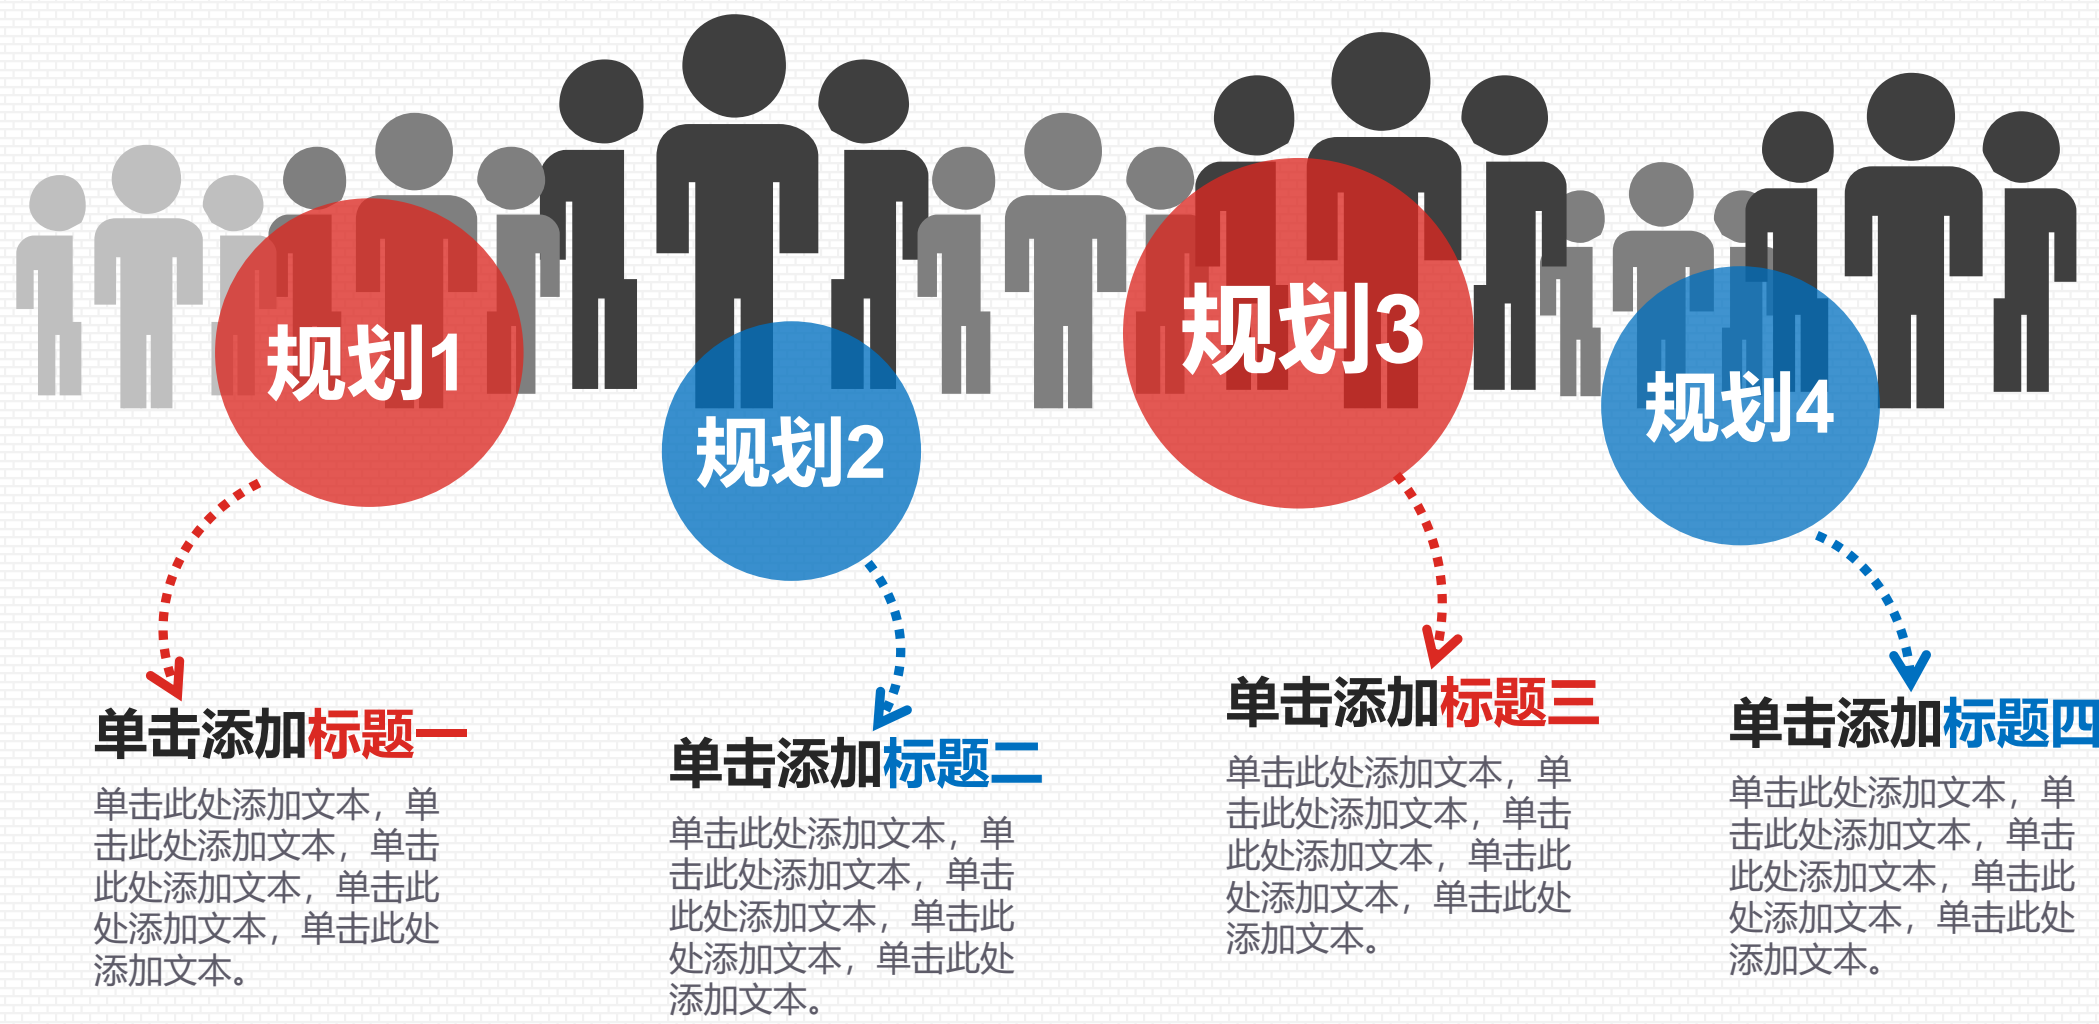 规划1
规划2
规划3
规划4
单击添加标题一
单击此处添加文本，单
击此处添加文本，单击
此处添加文本，单击此
处添加文本，单击此处
添加文本。
单击添加标题二
单击此处添加文本，单
击此处添加文本，单击
此处添加文本，单击此
处添加文本，单击此处
添加文本。
单击添加标题三
单击此处添加文本，单
击此处添加文本，单击
此处添加文本，单击此
处添加文本，单击此处
添加文本。
单击添加标题四
单击此处添加文本，单
击此处添加文本，单击
此处添加文本，单击此
处添加文本，单击此处
添加文本。